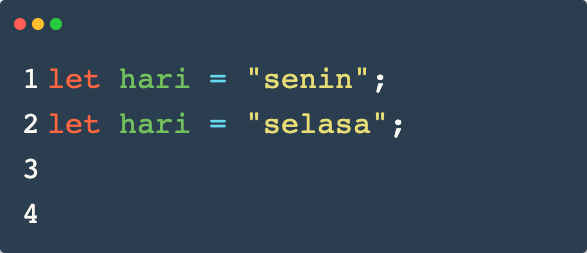 1 let hari = "senin";
2 let hari = "selasa";
3
4